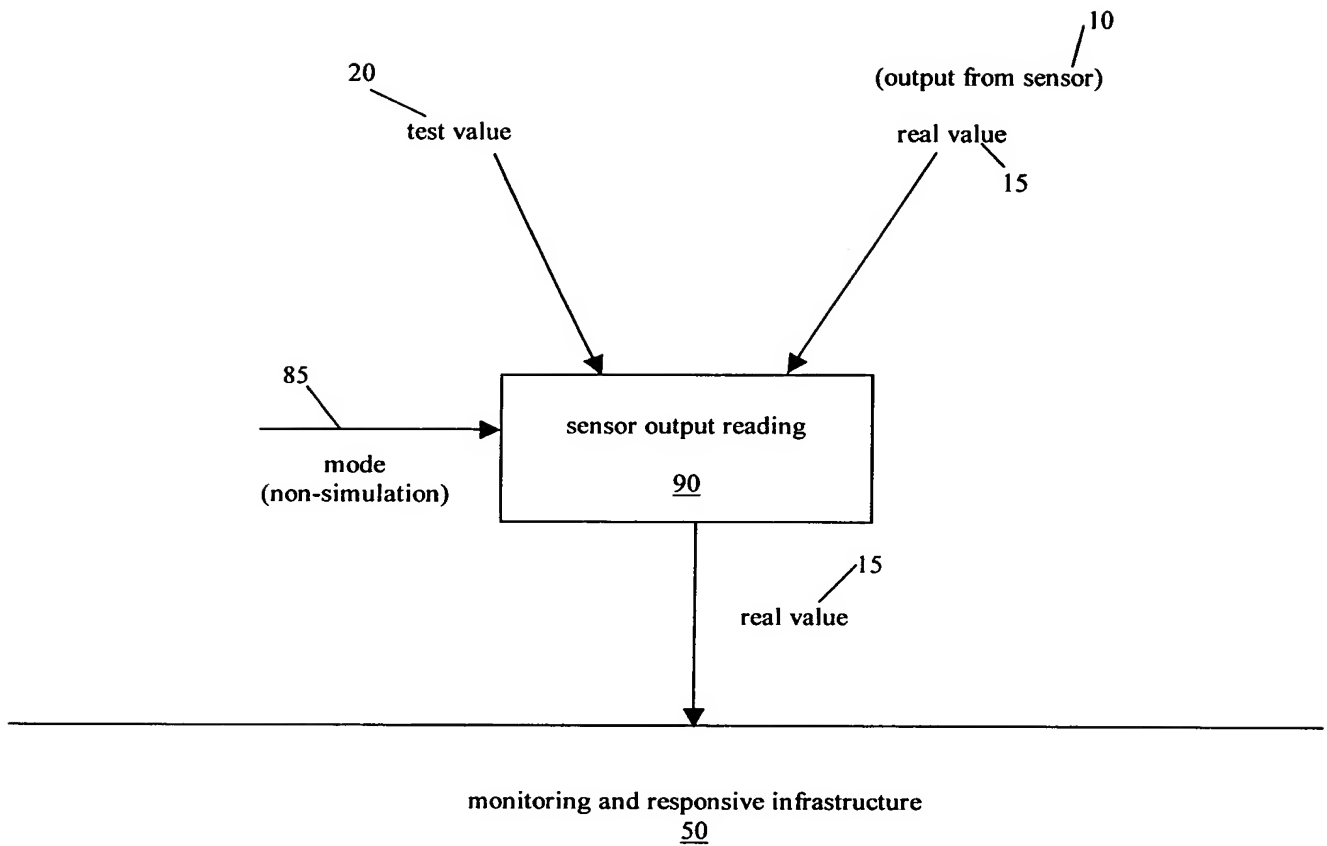 10
(output from sensor)
20
test value
real value
15
85
sensor output reading
mode
(non-simulation)
90
15
real value
monitoring and responsive infrastructure
50